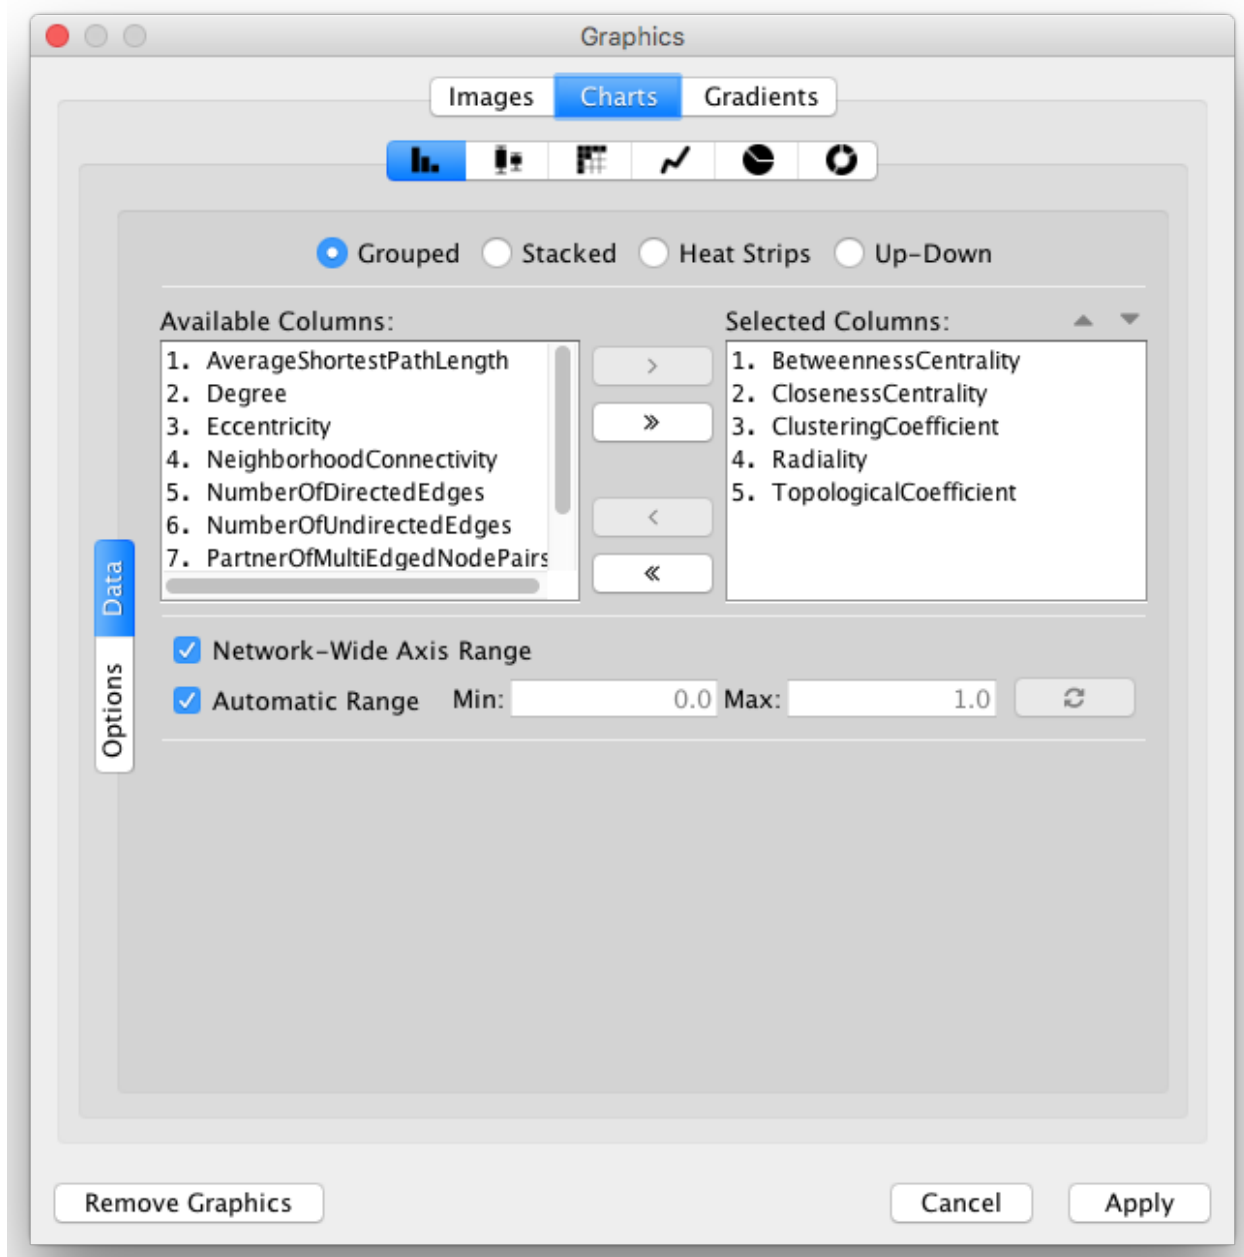 Graphics
Images Charts Gradients
Grouped Stacked Heat Strips Up-Down
Available Columns:
1. AverageShortestPathLength
2. Degree
3. Eccentricity
4. NeighborhoodConnectivity
5. NumberOfDirectedEdges
6. NumberOfUndirectedEdges
7. PartnerOfMultiEdgedNodePairs
>
»
<
«
Selected Columns:
1. BetweennessCentrality
2. ClosenessCentrality
3. ClusteringCoefficient
4. Radiality
5. TopologicalCoefficient
Data
Options
Network-Wide Axis Range
Automatic Range Min: 0.0 Max: 1.0
Remove Graphics Cancel Apply